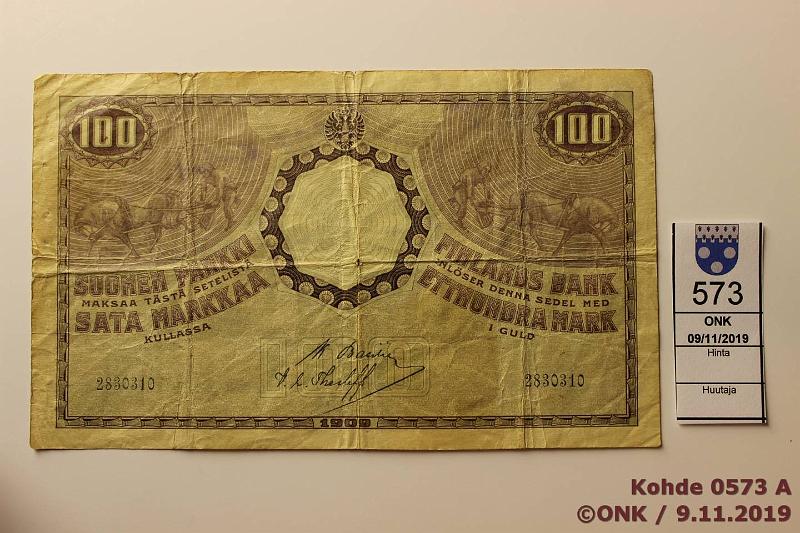 100
100
SUOMEN PANKKI
MAKSAA TÄSTÄ SETELISTÄ
SATA MARKKAA
KULLASSA
FINLANDS BANK
INLÖSER DENNA SEDEL MED
ETTHUNDRA MARK
I GULD
2830310
2830310
1909
573
ONK
09/11/2019
Hinta
Huutaja
Kohde 0573 A
©ONK / 9.11.2019